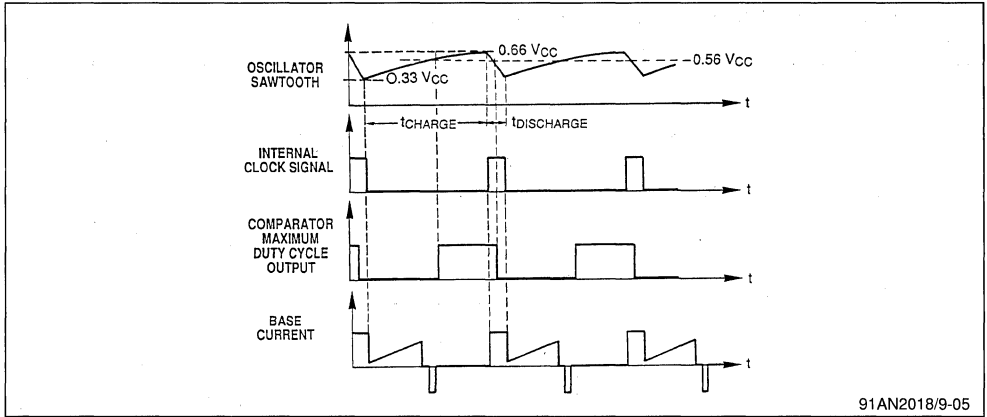 0.66 VCC
0.56 VCC
OSCILLATOR
SAWTOOTH
0.33 VCC
t
tCHARGE
tDISCHARGE
INTERNAL
CLOCK SIGNAL
t
COMPARATOR
MAXIMUM
DUTY CYCLE
OUTPUT
t
BASE
CURRENT
t
91AN2018/9-05